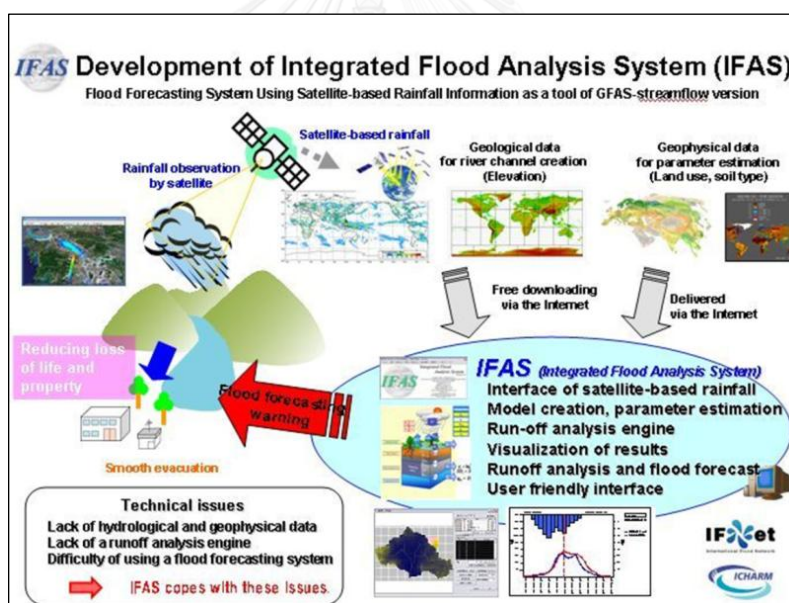 IFAS Development of Integrated Flood Analysis System (IFAS)
Flood Forecasting System Using Satellite-based Rainfall Information as a tool of GFAS-streamflow version
Satellite-based rainfall
Rainfall observation
by satellite
Geological data
for river channel creation
(Elevation)
Geophysical data
for parameter estimation
(Land use, soil type)
Free downloading
via the Internet
Delivered
via the Internet
Reducing loss
of life and
property
Flood forecasting
warning
Smooth evacuation
IFAS (Integrated Flood Analysis System)
Interface of satellite-based rainfall
Model creation, parameter estimation
Run-off analysis engine
Visualization of results
Runoff analysis and flood forecast
User friendly interface
IFAS
Technical issues
Lack of hydrological and geophysical data
Lack of a runoff analysis engine
Difficulty of using a flood forecasting system
IFAS copes with these Issues.
IFNet
International Flood Network
ICHARM